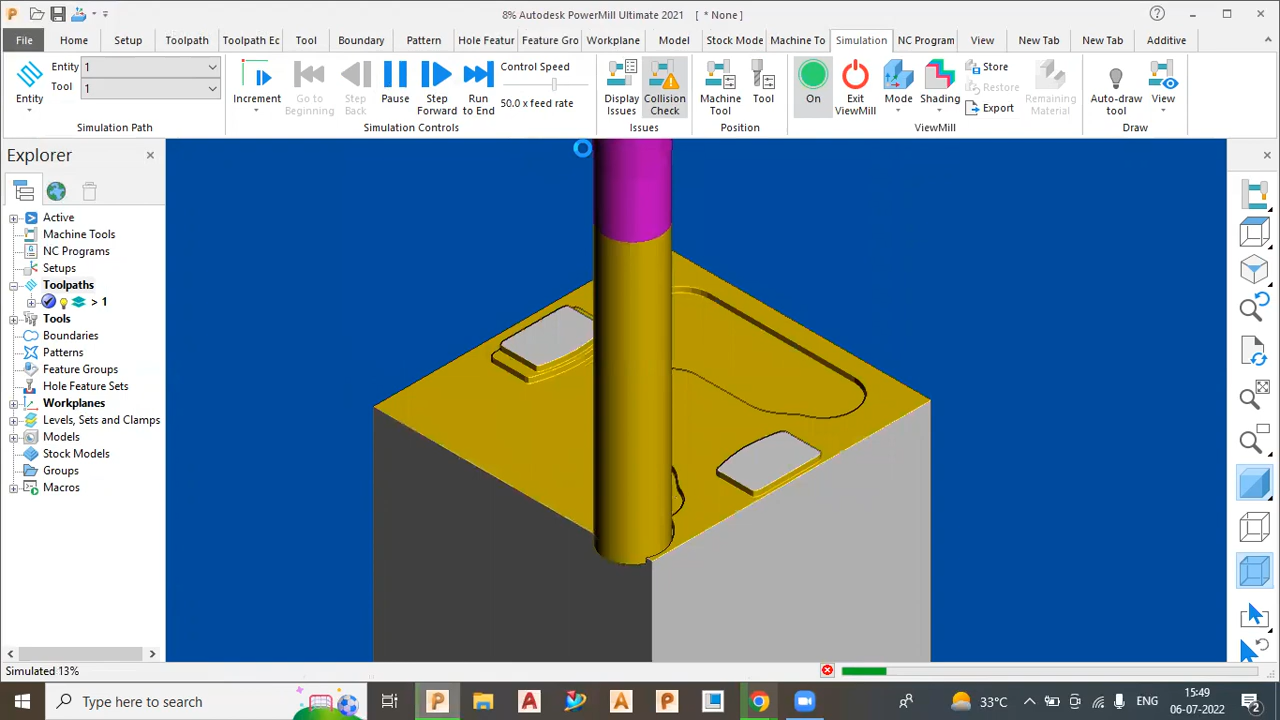 8% Autodesk PowerMill Ultimate 2021 [ * None ]
File Home Setup Toolpath Toolpath Ec Tool Boundary Pattern Hole Featur Feature Gro Workplane Model Stock Mode Machine To Simulation NC Program View New Tab New Tab Additive
Entity 1
Tool 1
Entity
Simulation Path
Increment
Go to Beginning
Step Back
Pause
Step Forward
Run to End
Control Speed
50.0 x feed rate
Simulation Controls
Display Issues
Collision Check
Issues
Machine Tool
Tool
Position
On
Exit ViewMill
Mode
Shading
Store
Restore
Export
Remaining Material
ViewMill
Auto-draw tool
View
Draw
Explorer
Active
Machine Tools
NC Programs
Setups
Toolpaths
> 1
Tools
Boundaries
Patterns
Feature Groups
Hole Feature Sets
Workplanes
Levels, Sets and Clamps
Models
Stock Models
Groups
Macros
Simulated 13%
Type here to search
33°C
ENG
15:49
06-07-2022
2